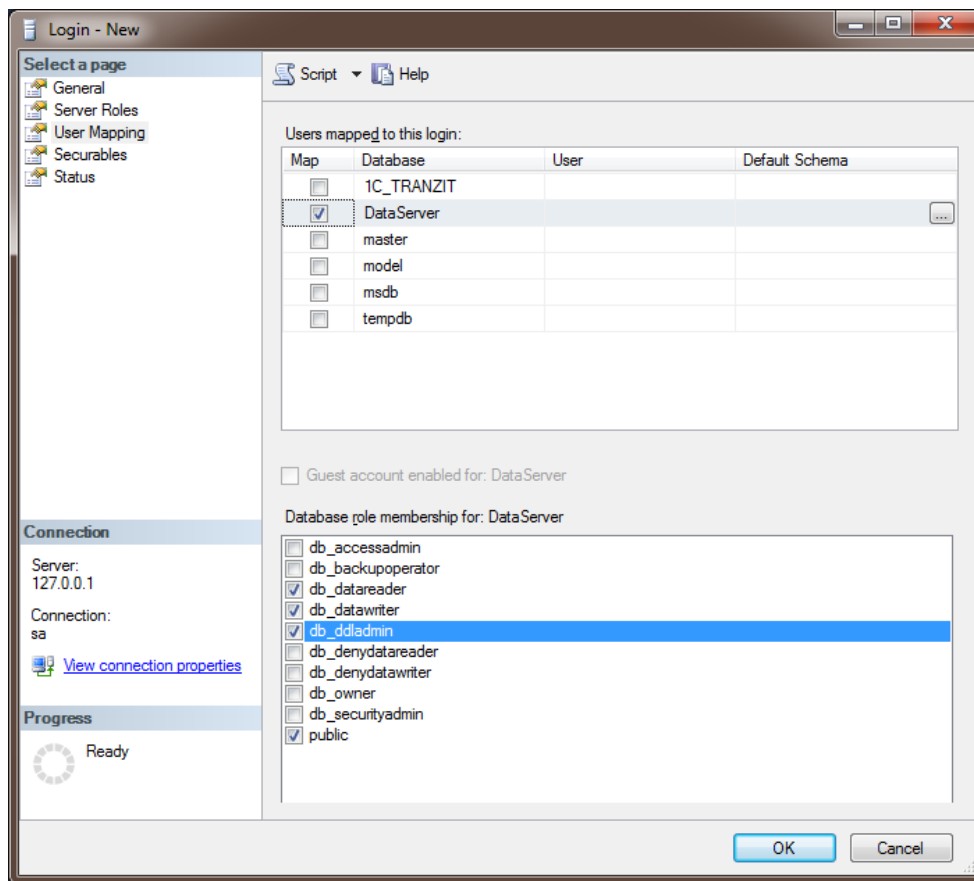 Login - New
Select a page
General
Server Roles
User Mapping
Securables
Status
Script Help
Users mapped to this login:
Map Database User Default Schema
1C_TRANZIT
DataServer ...
master
model
msdb
tempdb
Guest account enabled for: DataServer
Database role membership for: DataServer
db_accessadmin
db_backupoperator
db_datareader
db_datawriter
db_ddladmin
db_denydatareader
db_denydatawriter
db_owner
db_securityadmin
public
Connection
Server:
127.0.0.1
Connection:
sa
View connection properties
Progress
Ready
OK Cancel